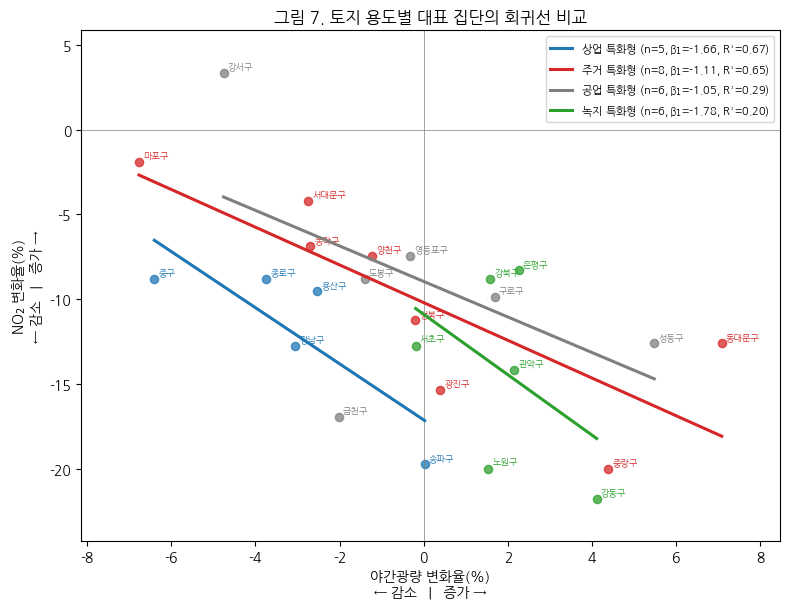 그림 7. 토지 용도별 대표 집단의 회귀선 비교
상업 특화형 (n=5, β₁=-1.66, R²=0.67)
주거 특화형 (n=8, β₁=-1.11, R²=0.65)
공업 특화형 (n=6, β₁=-1.05, R²=0.29)
녹지 특화형 (n=6, β₁=-1.78, R²=0.20)
NO₂ 변화율(%)
← 감소 | 증가 →
5
0
-5
-10
-15
-20
강서구
마포구
서대문구
양천구
영등포구
중구
종로구
용산구
도봉구
강북구
은평구
구로구
성북구
강남구
서초구
관악구
성동구
동대문구
광진구
금천구
송파구
노원구
중랑구
강동구
-8
-6
-4
-2
0
2
4
6
8
야간광량 변화율(%)
← 감소 | 증가 →